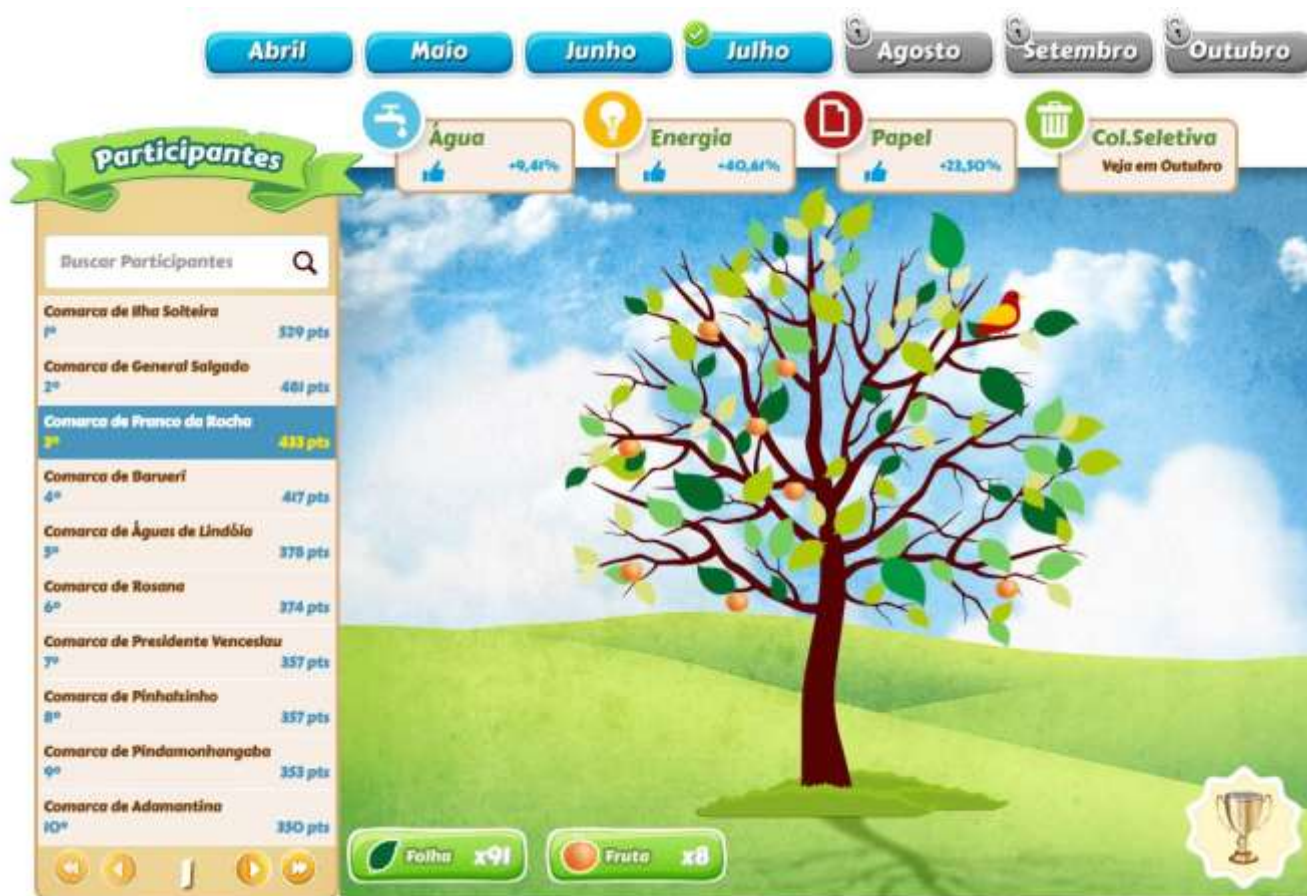 Abril
Maio
Junho
Julho
Agosto
Setembro
Outubro
Água
+9,61%
Energia
+40,61%
Papel
+23,50%
Col.Seletiva
Veja em Outubro
Participantes
Buscar Participantes
Comarca de Ilha Solteira
1º 529 pts
Comarca de General Salgado
2º 481 pts
Comarca de Franco da Rocha
3º 433 pts
Comarca de Barueri
4º 417 pts
Comarca de Águas de Lindóia
5º 378 pts
Comarca de Rosana
6º 374 pts
Comarca de Presidente Venceslau
7º 357 pts
Comarca de Pinhalzinho
8º 357 pts
Comarca de Pindamonhangaba
9º 353 pts
Comarca de Adamantina
10º 350 pts
1
Folha x91
Fruta x8